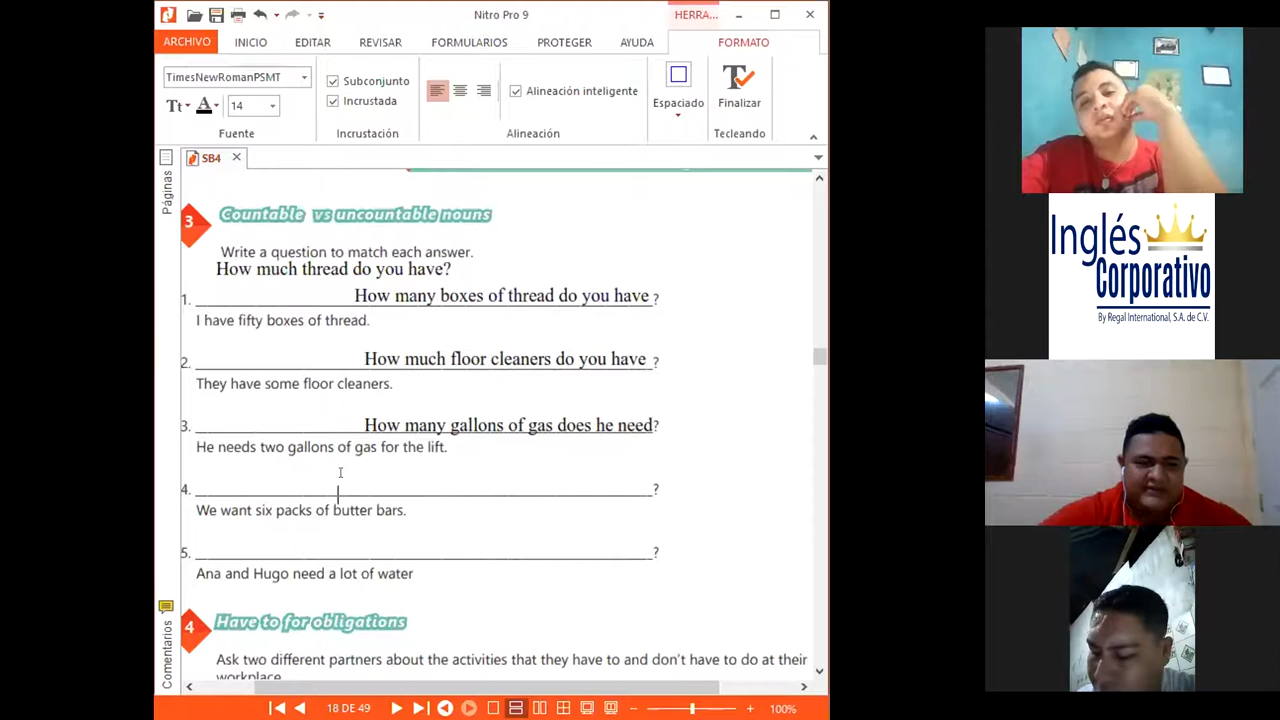 Nitro Pro 9
HERRA...
ARCHIVO INICIO EDITAR REVISAR FORMULARIOS PROTEGER AYUDA FORMATO
TimesNewRomanPSMT
Subconjunto
Alineación inteligente
Tt A 14
Incrustada
Espaciado
Finalizar
Fuente Incrustación Alineación Tecleando
SB4
Páginas
3 Countable vs uncountable nouns
Write a question to match each answer.
How much thread do you have?
1. How many boxes of thread do you have ?
I have fifty boxes of thread.
2. How much floor cleaners do you have ?
They have some floor cleaners.
3. How many gallons of gas does he need?
He needs two gallons of gas for the lift.
4. ?
We want six packs of butter bars.
5. ?
Ana and Hugo need a lot of water
4 Have to for obligations
Ask two different partners about the activities that they have to and don't have to do at their
workplace
Comentarios
18 DE 49
100%
Inglés
Corporativo
By Regal International, S.A. de C.V.